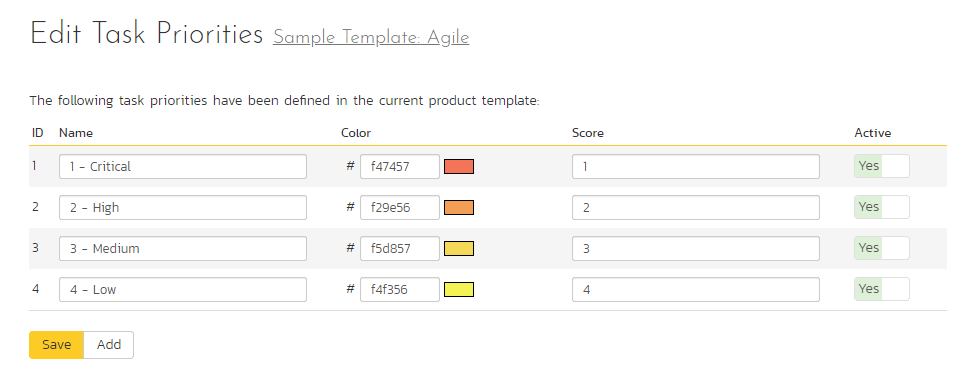 Edit Task Priorities Sample Template: Agile
The following task priorities have been defined in the current product template:
ID Name Color Score Active
1 1 - Critical # f47457 1 Yes
2 2 - High # f29e56 2 Yes
3 3 - Medium # f5d857 3 Yes
4 4 - Low # f4f356 4 Yes
Save Add